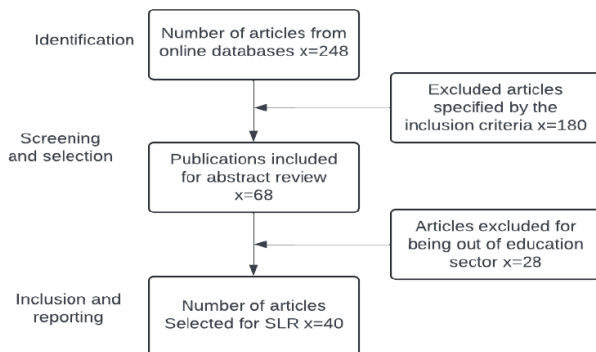 Identification
Number of articles from
online databases x=248
Excluded articles
specified by the
inclusion criteria x=180
Screening
and selection
Publications included
for abstract review
x=68
Articles excluded for
being out of education
sector x=28
Inclusion and
reporting
Number of articles
Selected for SLR x=40